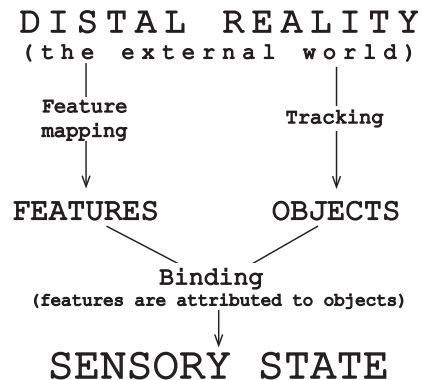 DISTAL REALITY
(the external world)
Feature
mapping
Tracking
FEATURES
OBJECTS
Binding
(features are attributed to objects)
SENSORY STATE